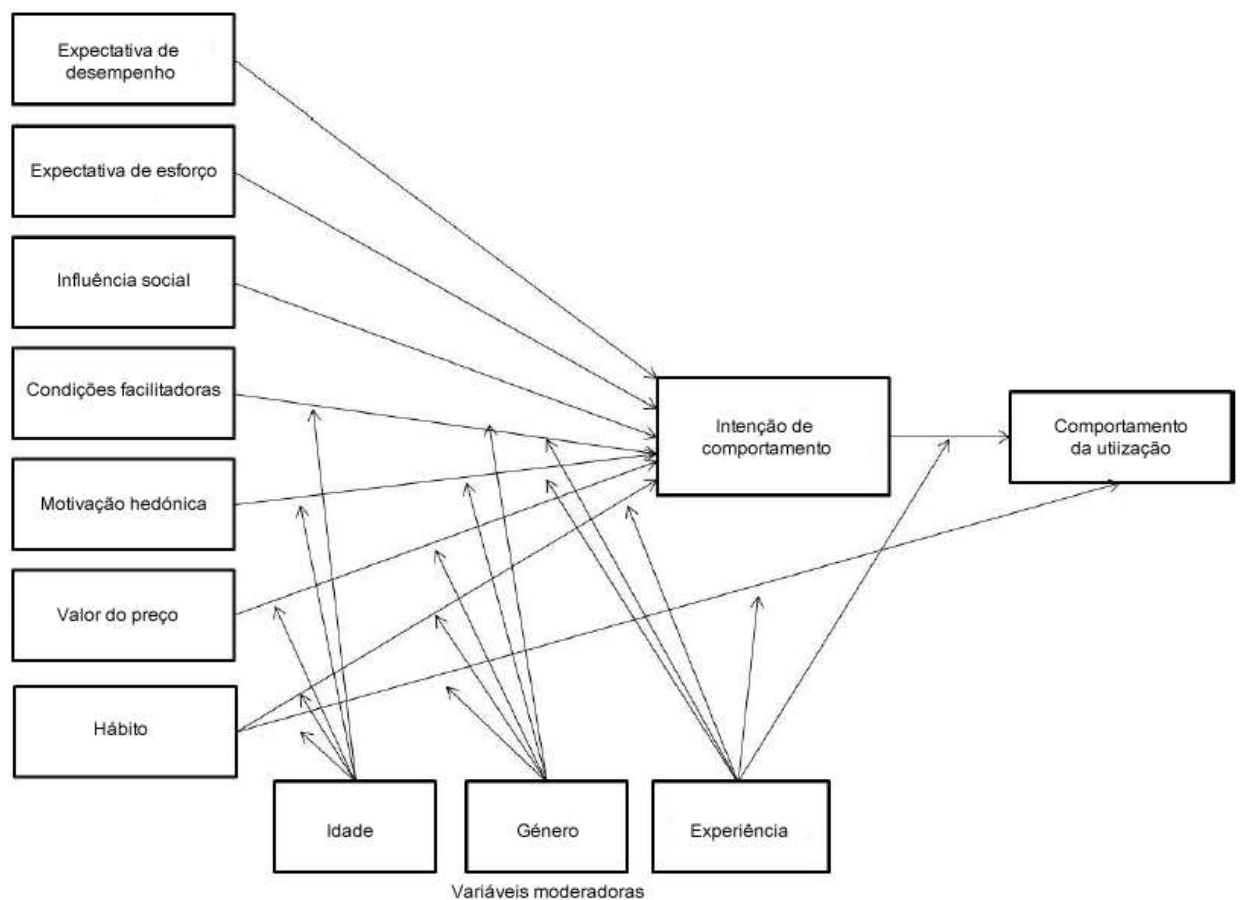 Expectativa de
desempenho
Expectativa de esforço
Influência social
Condições facilitadoras
Motivação hedónica
Valor do preço
Hábito
Intenção de
comportamento
Comportamento
da utiização
Idade
Género
Experiência
Variáveis moderadoras